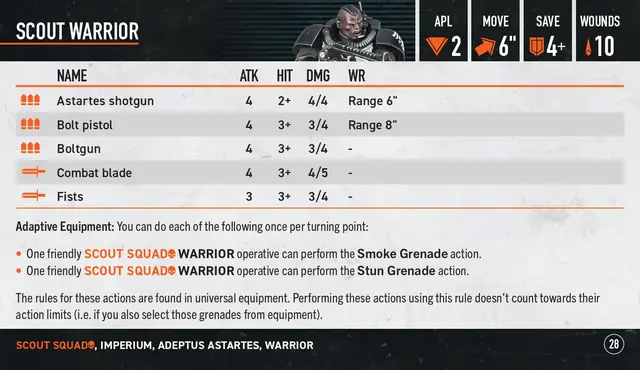 SCOUT WARRIOR
APL MOVE SAVE WOUNDS
2 6" 4+ 10
NAME ATK HIT DMG WR
Astartes shotgun 4 2+ 4/4 Range 6"
Bolt pistol 4 3+ 3/4 Range 8"
Boltgun 4 3+ 3/4 -
Combat blade 4 3+ 4/5 -
Fists 3 3+ 3/4 -
Adaptive Equipment: You can do each of the following once per turning point:
• One friendly SCOUT SQUAD WARRIOR operative can perform the Smoke Grenade action.
• One friendly SCOUT SQUAD WARRIOR operative can perform the Stun Grenade action.
The rules for these actions are found in universal equipment. Performing these actions using this rule doesn't count towards their
action limits (i.e. if you also select those grenades from equipment).
SCOUT SQUAD, IMPERIUM, ADEPTUS ASTARTES, WARRIOR
28